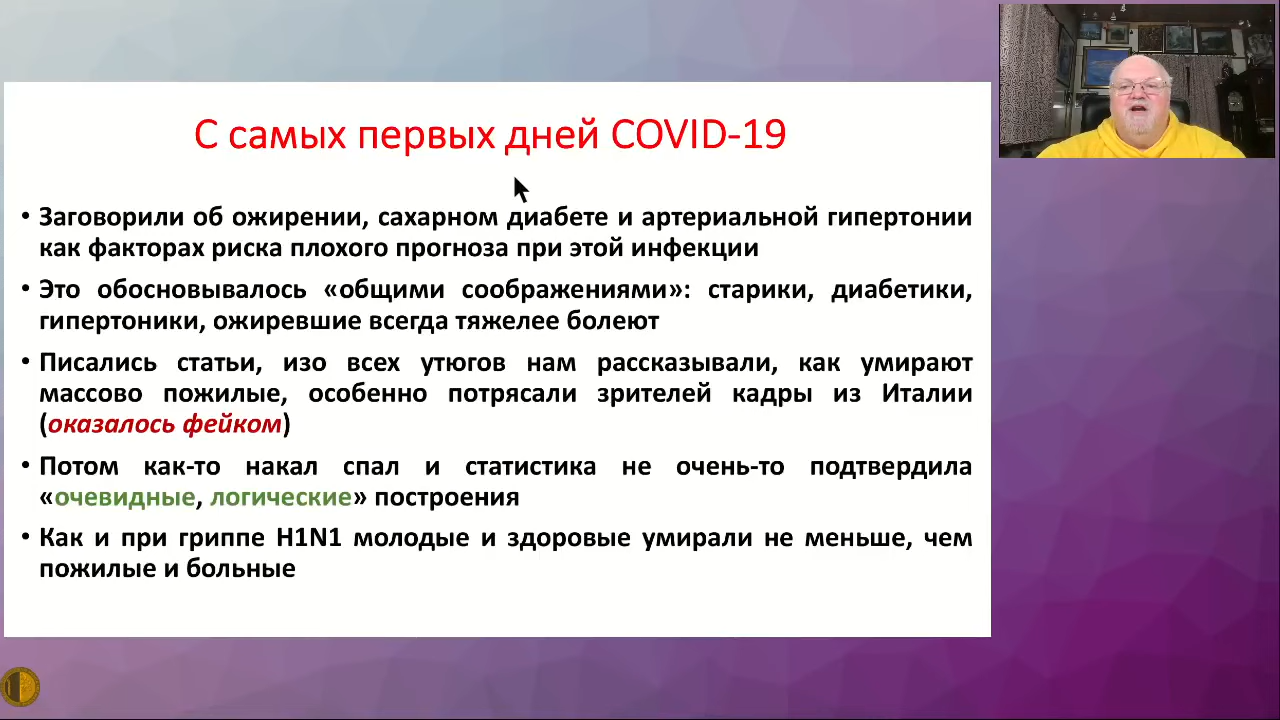 С самых первых дней COVID-19
• Заговорили об ожирении, сахарном диабете и артериальной гипертонии
как факторах риска плохого прогноза при этой инфекции
• Это обосновывалось «общими соображениями»: старики, диабетики,
гипертоники, ожиревшие всегда тяжелее болеют
• Писались статьи, изо всех утюгов нам рассказывали, как умирают
массово пожилые, особенно потрясали зрителей кадры из Италии
(оказалось фейком)
• Потом как-то накал спал и статистика не очень-то подтвердила
«очевидные, логические» построения
• Как и при гриппе H1N1 молодые и здоровые умирали не меньше, чем
пожилые и больные